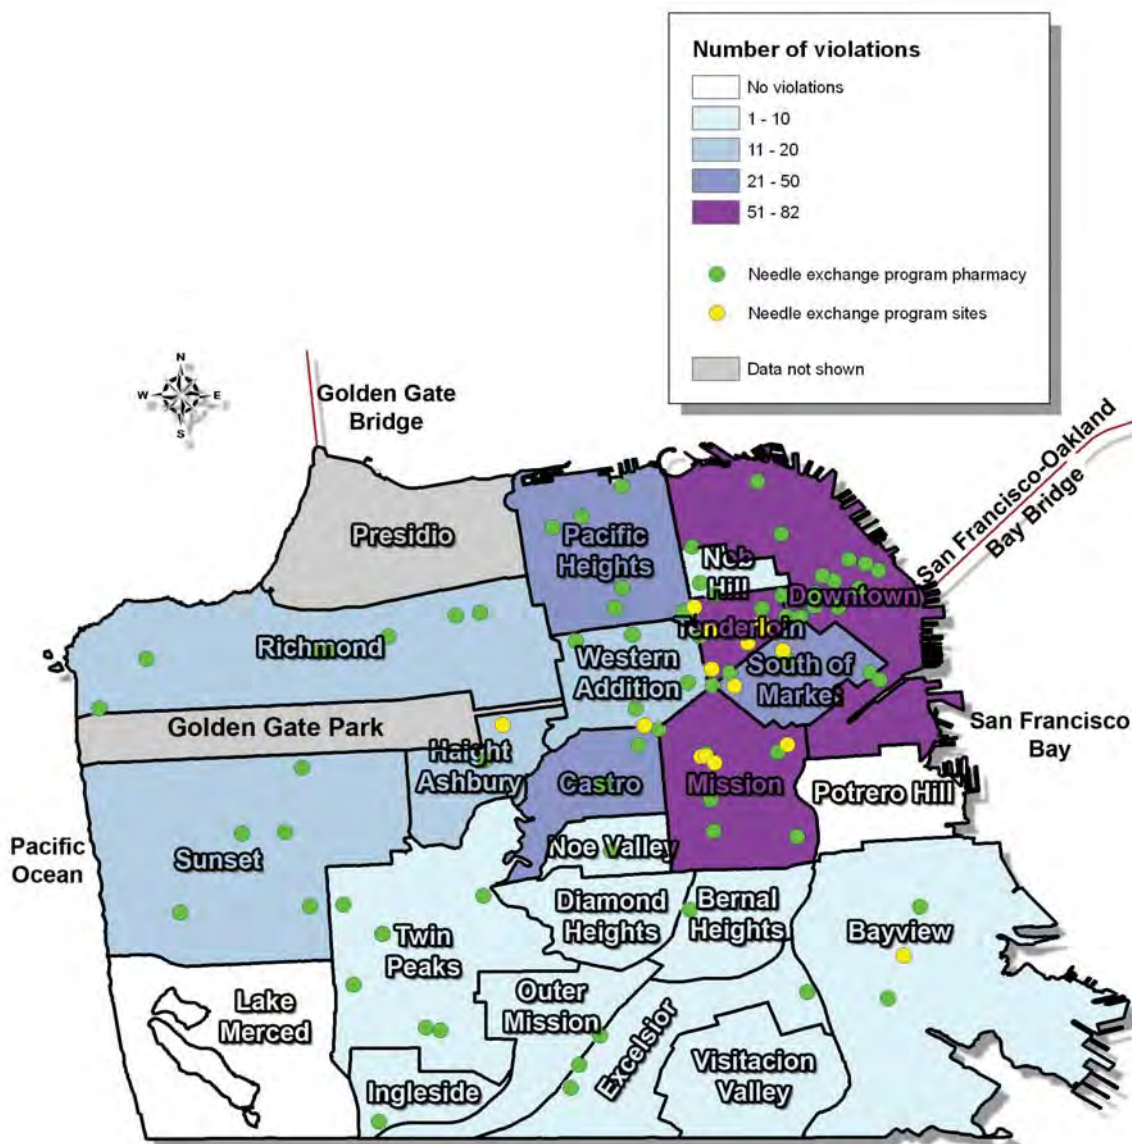 Number of violations
No violations
1 - 10
11 - 20
21 - 50
51 - 82
Needle exchange program pharmacy
Needle exchange program sites
Data not shown
N
W
E
S
Golden Gate
Bridge
San Francisco-Oakland
Bay Bridge
Presidio
Pacific
Heights
Nob
Hill
Downtown
Tenderloin
Richmond
Western
Addition
South of
Market
Golden Gate Park
San Francisco
Bay
Haight
Ashbury
Castro
Mission
Potrero Hill
Pacific
Ocean
Sunset
Noe Valley
Diamond
Heights
Bernal
Heights
Bayview
Twin
Peaks
Lake
Merced
Outer
Mission
Excelsior
Visitacion
Valley
Ingleside